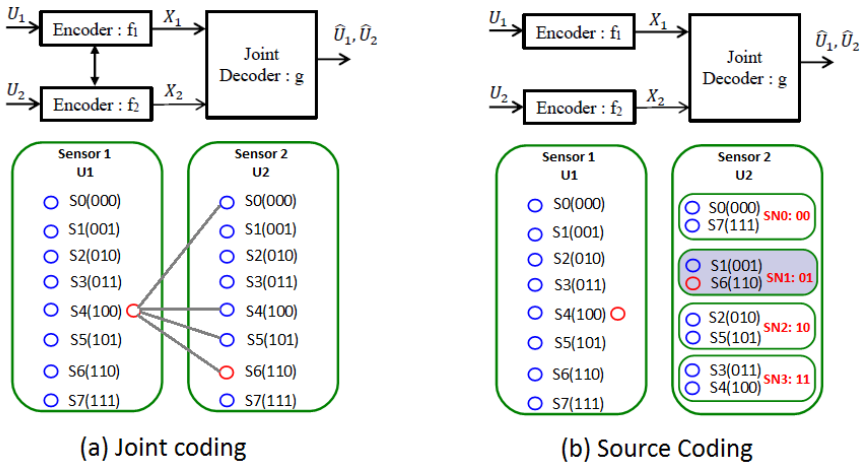 U₁
Encoder : f₁
X₁
U₂
Encoder : f₂
X₂
Joint
Decoder : g
Û₁, Û₂
Sensor 1
U1
S0(000)
S1(001)
S2(010)
S3(011)
S4(100)
S5(101)
S6(110)
S7(111)
Sensor 2
U2
S0(000)
S1(001)
S2(010)
S3(011)
S4(100)
S5(101)
S6(110)
S7(111)
(a) Joint coding
U₁
Encoder : f₁
X₁
U₂
Encoder : f₂
X₂
Joint
Decoder : g
Û₁, Û₂
Sensor 1
U1
S0(000)
S1(001)
S2(010)
S3(011)
S4(100)
S5(101)
S6(110)
S7(111)
Sensor 2
U2
S0(000)
S7(111)
SN0: 00
S1(001)
S6(110)
SN1: 01
S2(010)
S5(101)
SN2: 10
S3(011)
S4(100)
SN3: 11
(b) Source Coding